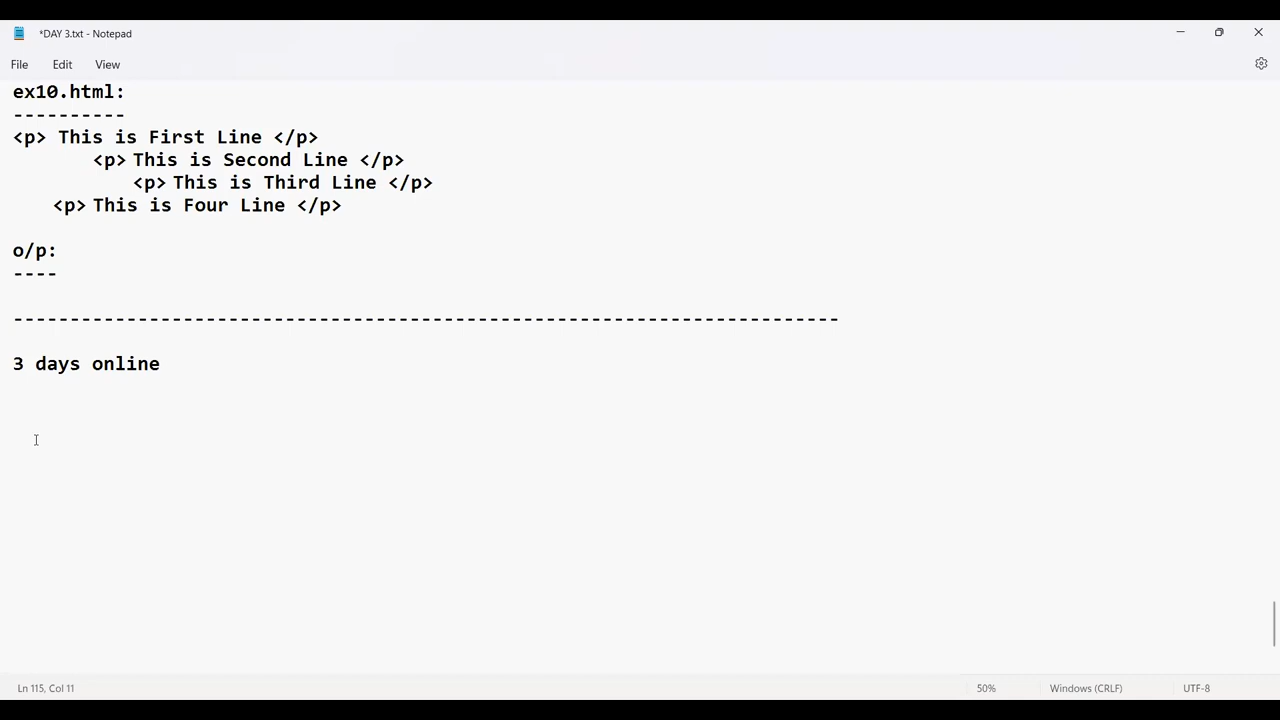 *DAY 3.txt - Notepad
File Edit View
ex10.html:
----------
<p> This is First Line </p>
<p> This is Second Line </p>
<p> This is Third Line </p>
<p> This is Four Line </p>
o/p:
----
-------------------------------------------------------------------------
3 days online
Ln 115, Col 11 50% Windows (CRLF) UTF-8